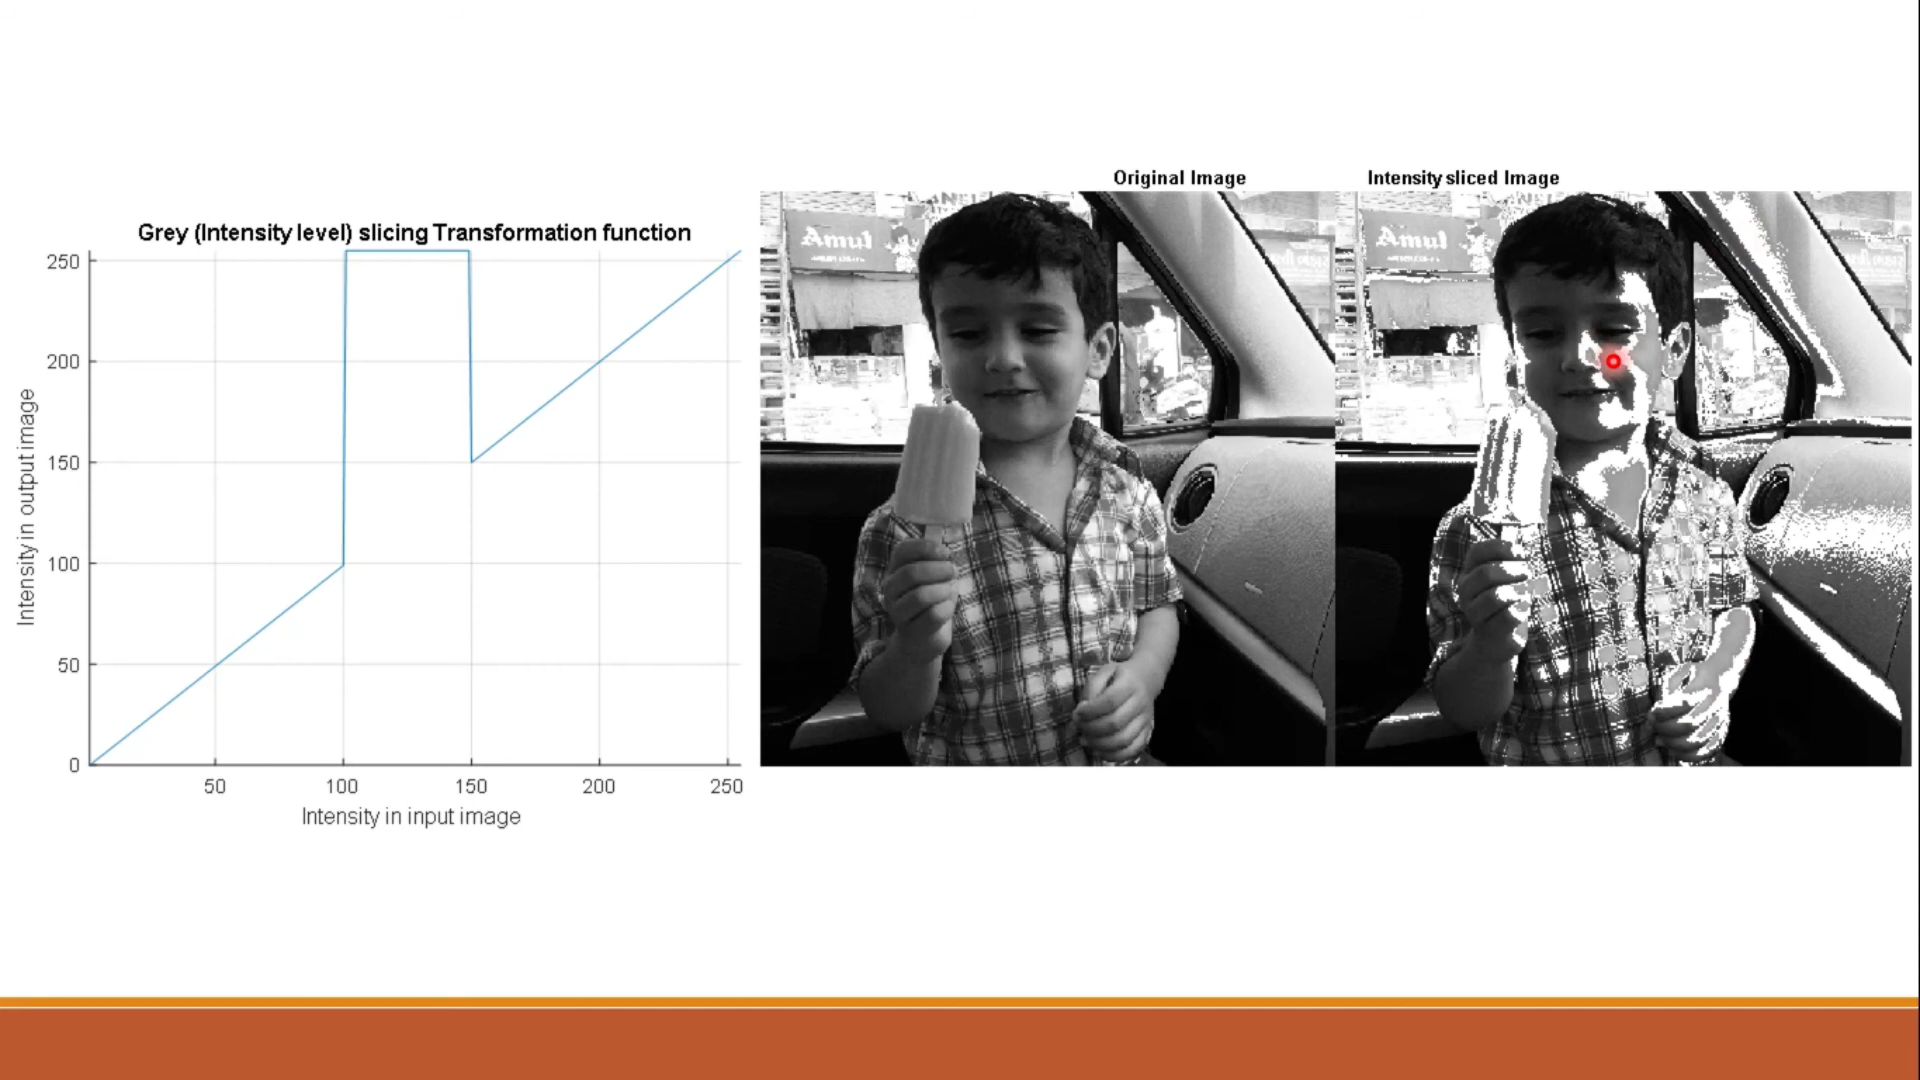 Original Image
Intensity sliced Image
Grey (Intensity level) slicing Transformation function
Intensity in output image
250
200
150
100
50
0
50 100 150 200 250
Intensity in input image
Amul
Amul